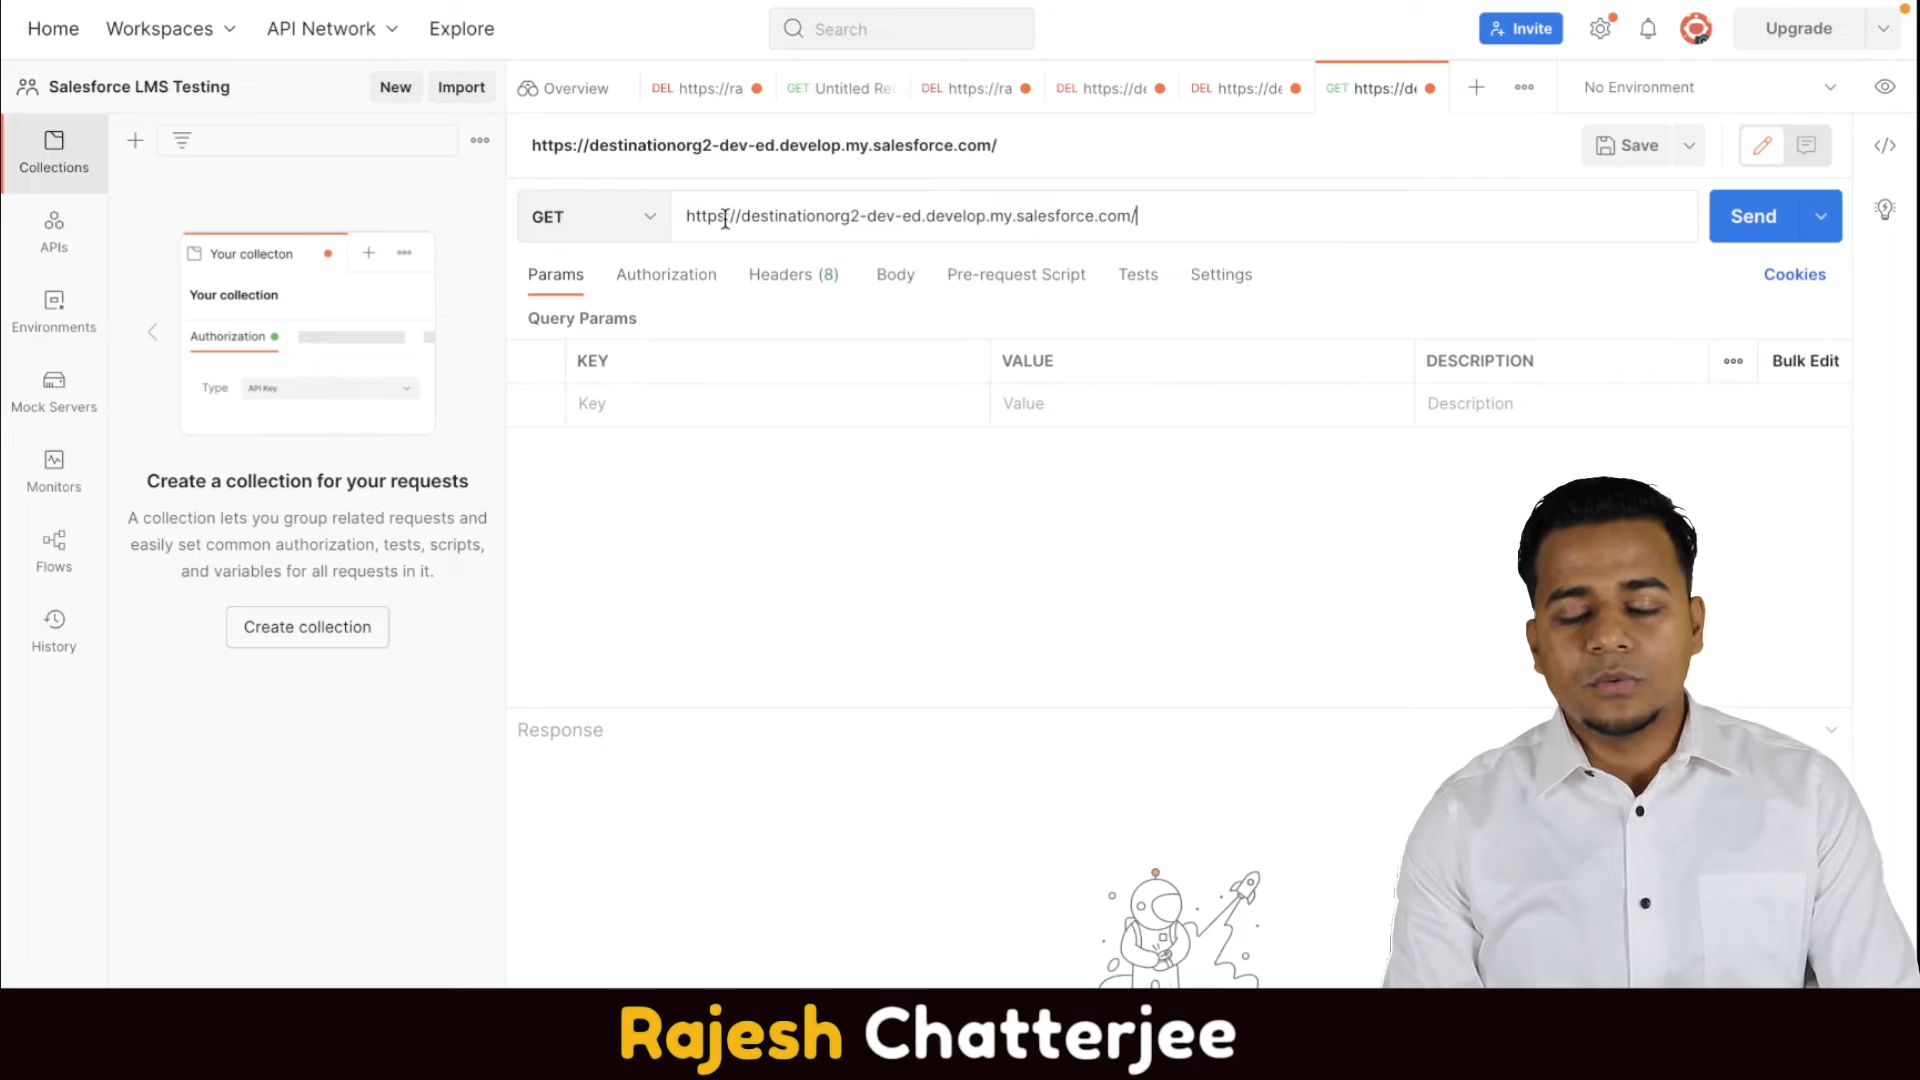 Home Workspaces API Network Explore Search Invite Upgrade
Salesforce LMS Testing New Import Overview DEL https://ra GET Untitled Re DEL https://ra DEL https://de DEL https://de GET https://de No Environment
Collections
APIs
Environments
Mock Servers
Monitors
Flows
History
Your collecton
Your collection
Authorization
Type API Key
Create a collection for your requests
A collection lets you group related requests and
easily set common authorization, tests, scripts,
and variables for all requests in it.
Create collection
https://destinationorg2-dev-ed.develop.my.salesforce.com/ Save
GET https://destinationorg2-dev-ed.develop.my.salesforce.com/ Send
Params Authorization Headers (8) Body Pre-request Script Tests Settings Cookies
Query Params
KEY VALUE DESCRIPTION Bulk Edit
Key Value Description
Response
Rajesh Chatterjee